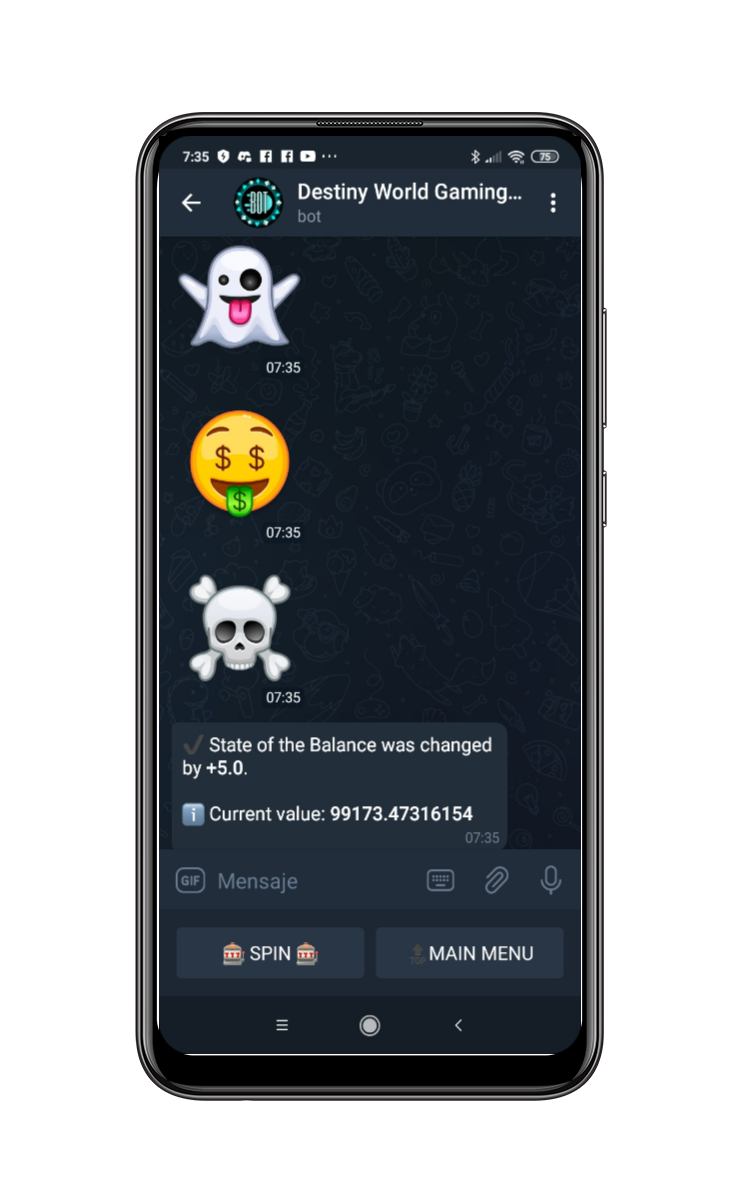 7:35
75
BOT
Destiny World Gaming...
bot
07:35
$ $
$
07:35
07:35
✔ State of the Balance was changed
by +5.0.
ℹ Current value: 99173.47316154
07:35
GIF Mensaje
🎰 SPIN 🎰
🔝 MAIN MENU